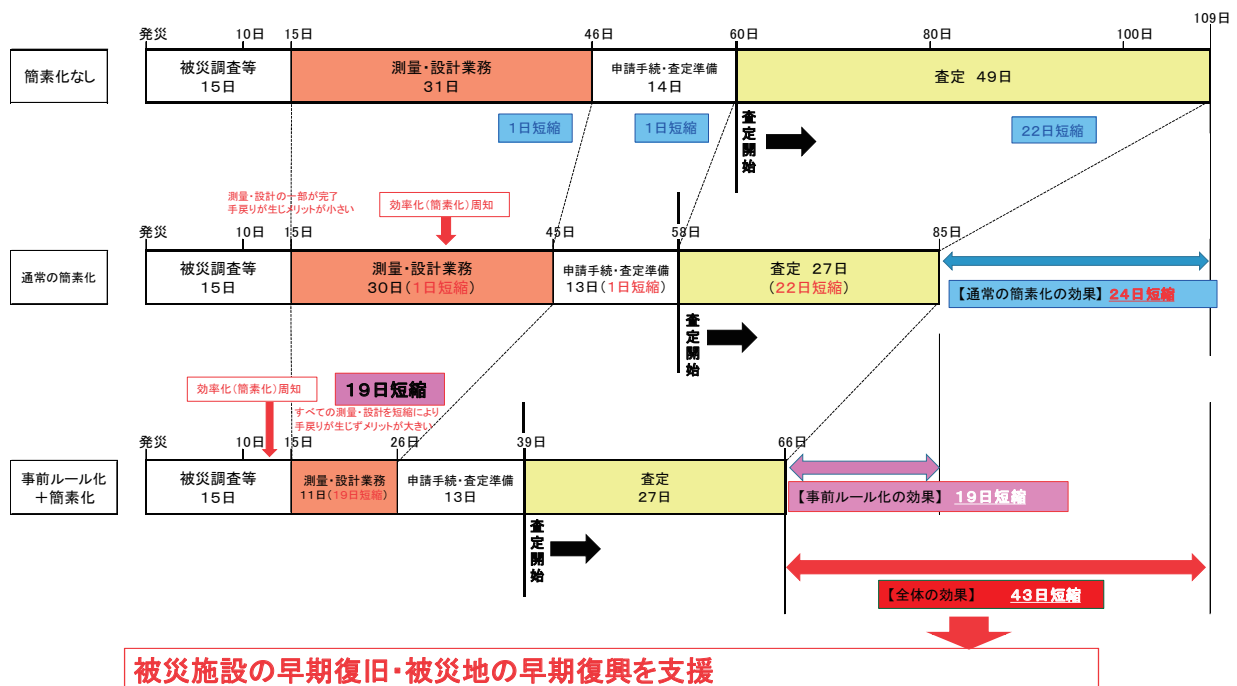 109日
発災 10日 15日 46日 60日 80日 100日
簡素化なし
被災調査等
15日
測量・設計業務
31日
申請手続・査定準備
14日
査定 49日
1日短縮
1日短縮
査定開始
22日短縮
測量・設計の一部が完了
手戻りが生じメリットが小さい
効率化(簡素化)周知
発災 10日 15日 45日 58日 85日
通常の簡素化
被災調査等
15日
測量・設計業務
30日(1日短縮)
申請手続・査定準備
13日(1日短縮)
査定 27日
(22日短縮)
【通常の簡素化の効果】 24日短縮
査定開始
効率化(簡素化)周知
19日短縮
すべての測量・設計を短縮により
手戻りが生じずメリットが大きい
発災 10日 15日 26日 39日 66日
事前ルール化
+簡素化
被災調査等
15日
測量・設計業務
11日(19日短縮)
申請手続・査定準備
13日
査定
27日
【事前ルール化の効果】 19日短縮
査定開始
【全体の効果】 43日短縮
被災施設の早期復旧・被災地の早期復興を支援